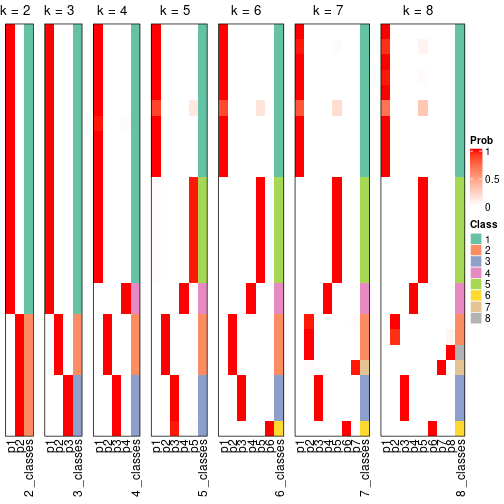 k = 2 k = 3 k = 4 k = 5 k = 6 k = 7 k = 8
Prob
1
0.5
0
Class
1
2
3
4
5
6
7
8
p1
p2
2_classes
p1
p2
p3
3_classes
p1
p2
p3
p4
4_classes
p1
p2
p3
p4
p5
5_classes
p1
p2
p3
p4
p5
p6
6_classes
p1
p2
p3
p4
p5
p6
p7
7_classes
p1
p2
p3
p4
p5
p6
p7
p8
8_classes